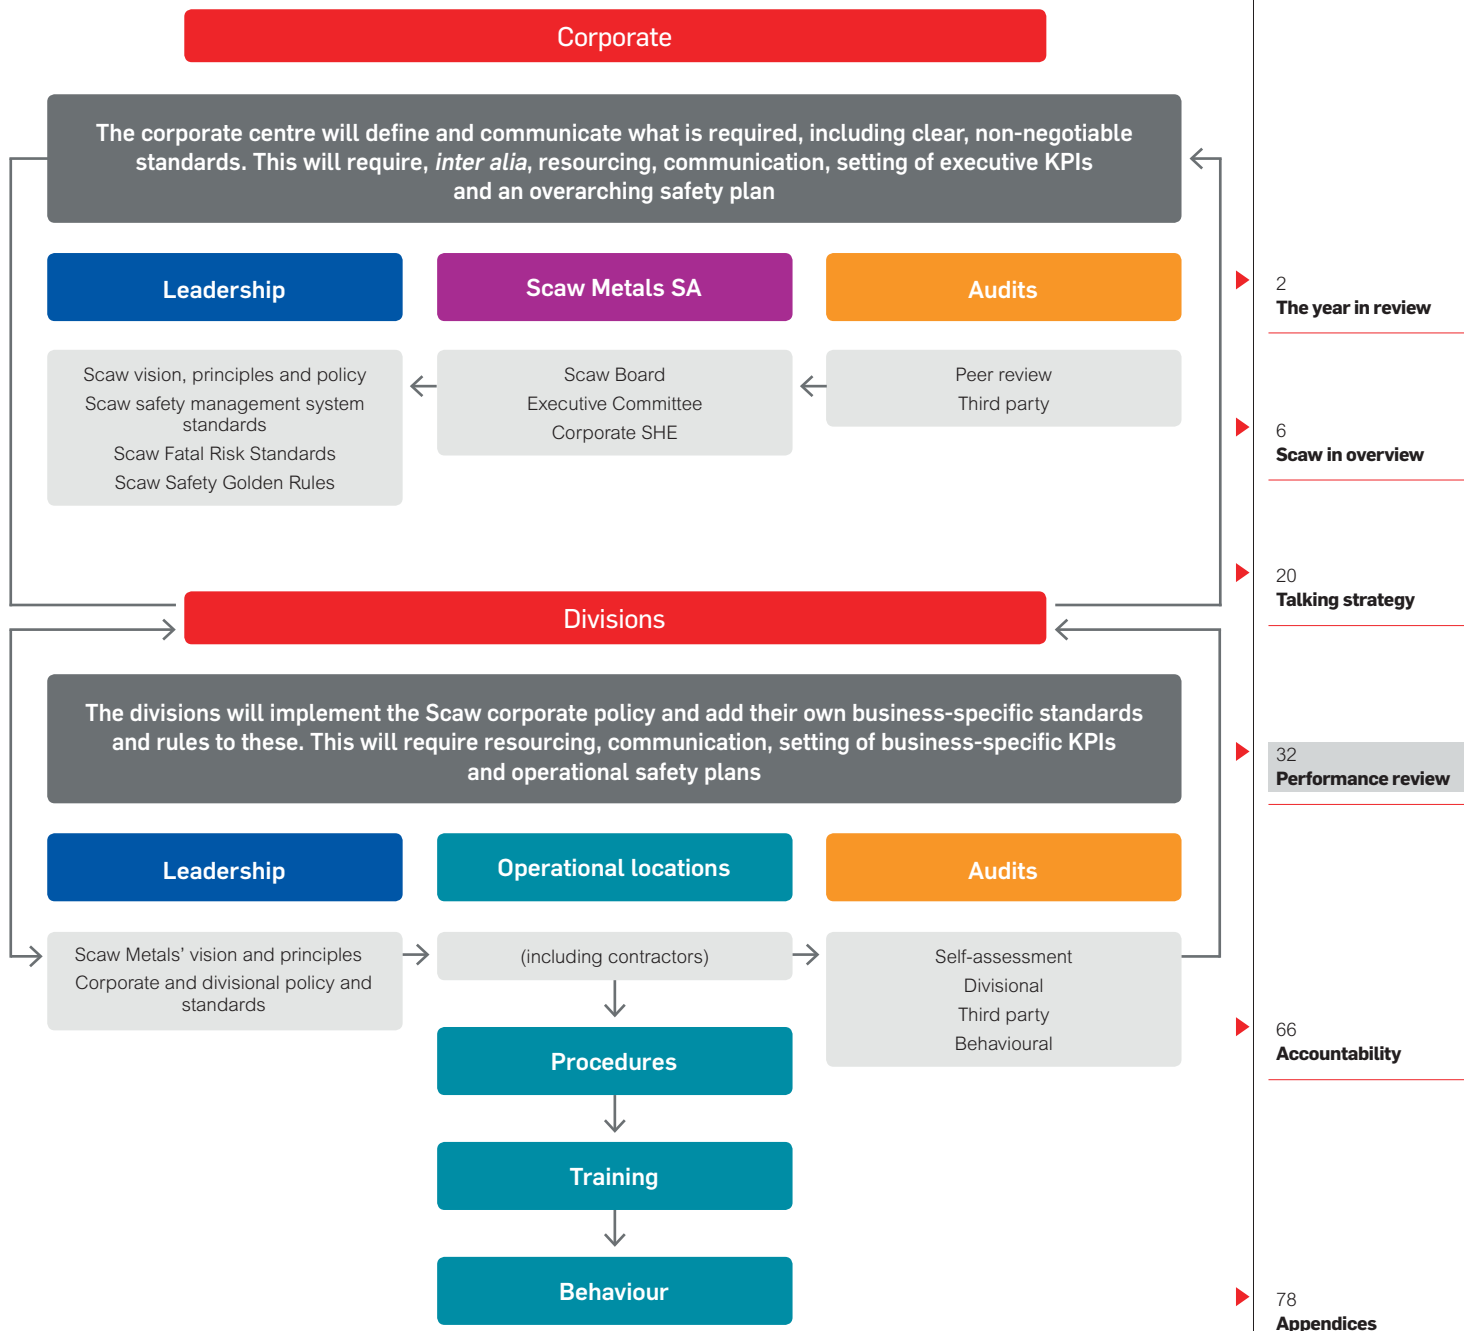 Corporate
The corporate centre will define and communicate what is required, including clear, non-negotiable
standards. This will require, inter alia, resourcing, communication, setting of executive KPIs
and an overarching safety plan
Leadership
Scaw vision, principles and policy
Scaw safety management system
standards
Scaw Fatal Risk Standards
Scaw Safety Golden Rules
Scaw Metals SA
Scaw Board
Executive Committee
Corporate SHE
Audits
Peer review
Third party
Divisions
The divisions will implement the Scaw corporate policy and add their own business-specific standards
and rules to these. This will require resourcing, communication, setting of business-specific KPIs
and operational safety plans
Leadership
Scaw Metals’ vision and principles
Corporate and divisional policy and
standards
Operational locations
(including contractors)
Procedures
Training
Behaviour
Audits
Self-assessment
Divisional
Third party
Behavioural
2
The year in review
6
Scaw in overview
20
Talking strategy
32
Performance review
66
Accountability
78
Appendices